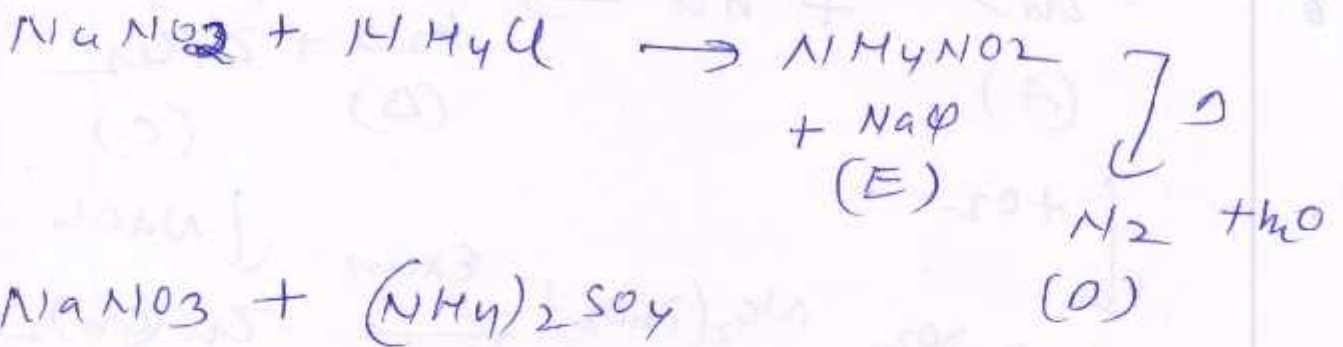 NaNO2 + NH4Cl → NH4NO2
+ NaCl Δ
(E)
N2 + H2O
(D)
NaNO3 + (NH4)2SO4